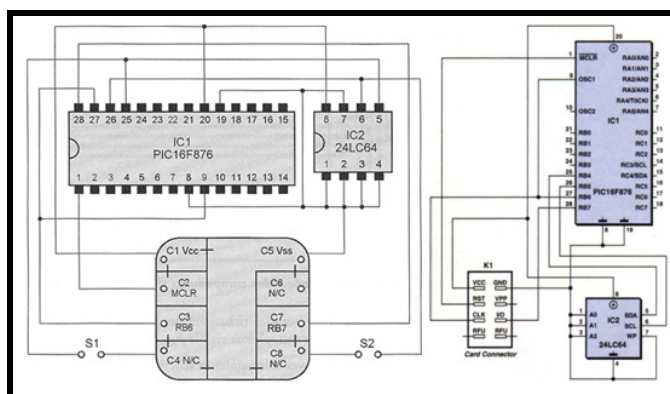 28 27 26 25 24 23 22 21 20 19 18 17 16 15
IC1
PIC16F876
1 2 3 4 5 6 7 8 9 10 11 12 13 14
8 7 6 5
IC2
24LC64
1 2 3 4
C1 Vcc
C5 Vss
C2
MCLR
C6
N/C
C3
RB6
C7
RB7
C4 N/C
C8
N/C
S1
S2
20
1 MCLR
9 OSC1
10 OSC2
21 RB0
22 RB1
23 RB2
24 RB3
25 RB4
26 RB5
27 RB6
28 RB7
RA0/AN0 2
RA1/AN1 3
RA2/AN2 4
RA3/AN3 5
RA4/T0CKI 6
RA5/AN4 7
IC1
RC0 11
RC1 12
RC2 13
RC3/SCL 14
RC4/SDA 15
RC5 16
RC6 17
RC7 18
PIC16F876
8 19
K1
VCC GND
RST VPP
CLK I/O
RFU RFU
Card Connector
8
1 A0
2 A1
3 A2
IC2
SDA 5
SCL 6
WP 7
24LC64
4